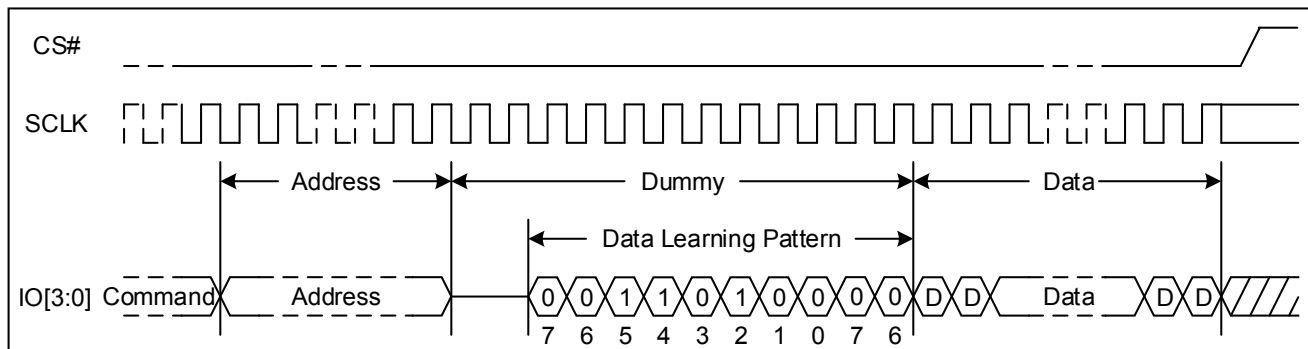 CS#
SCLK
Address Dummy Data
Data Learning Pattern
IO[3:0] Command Address 0 0 1 1 0 1 0 0 0 0 D D Data D D
7 6 5 4 3 2 1 0 7 6